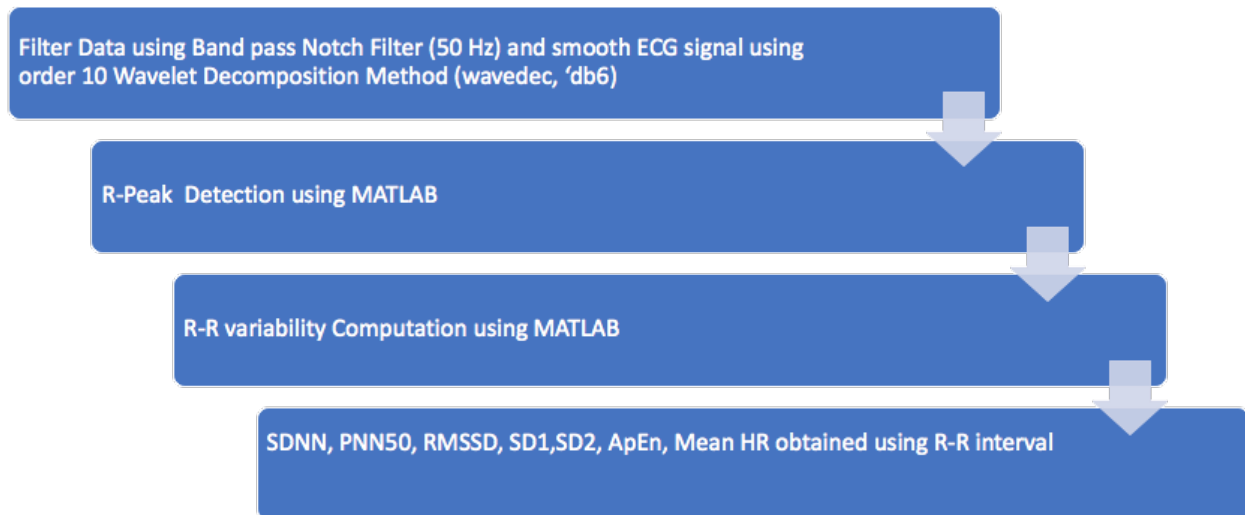 Filter Data using Band pass Notch Filter (50 Hz) and smooth ECG signal using
order 10 Wavelet Decomposition Method (wavedec, ‘db6)
R-Peak  Detection using MATLAB
R-R variability Computation using MATLAB
SDNN, PNN50, RMSSD, SD1,SD2, ApEn, Mean HR obtained using R-R interval